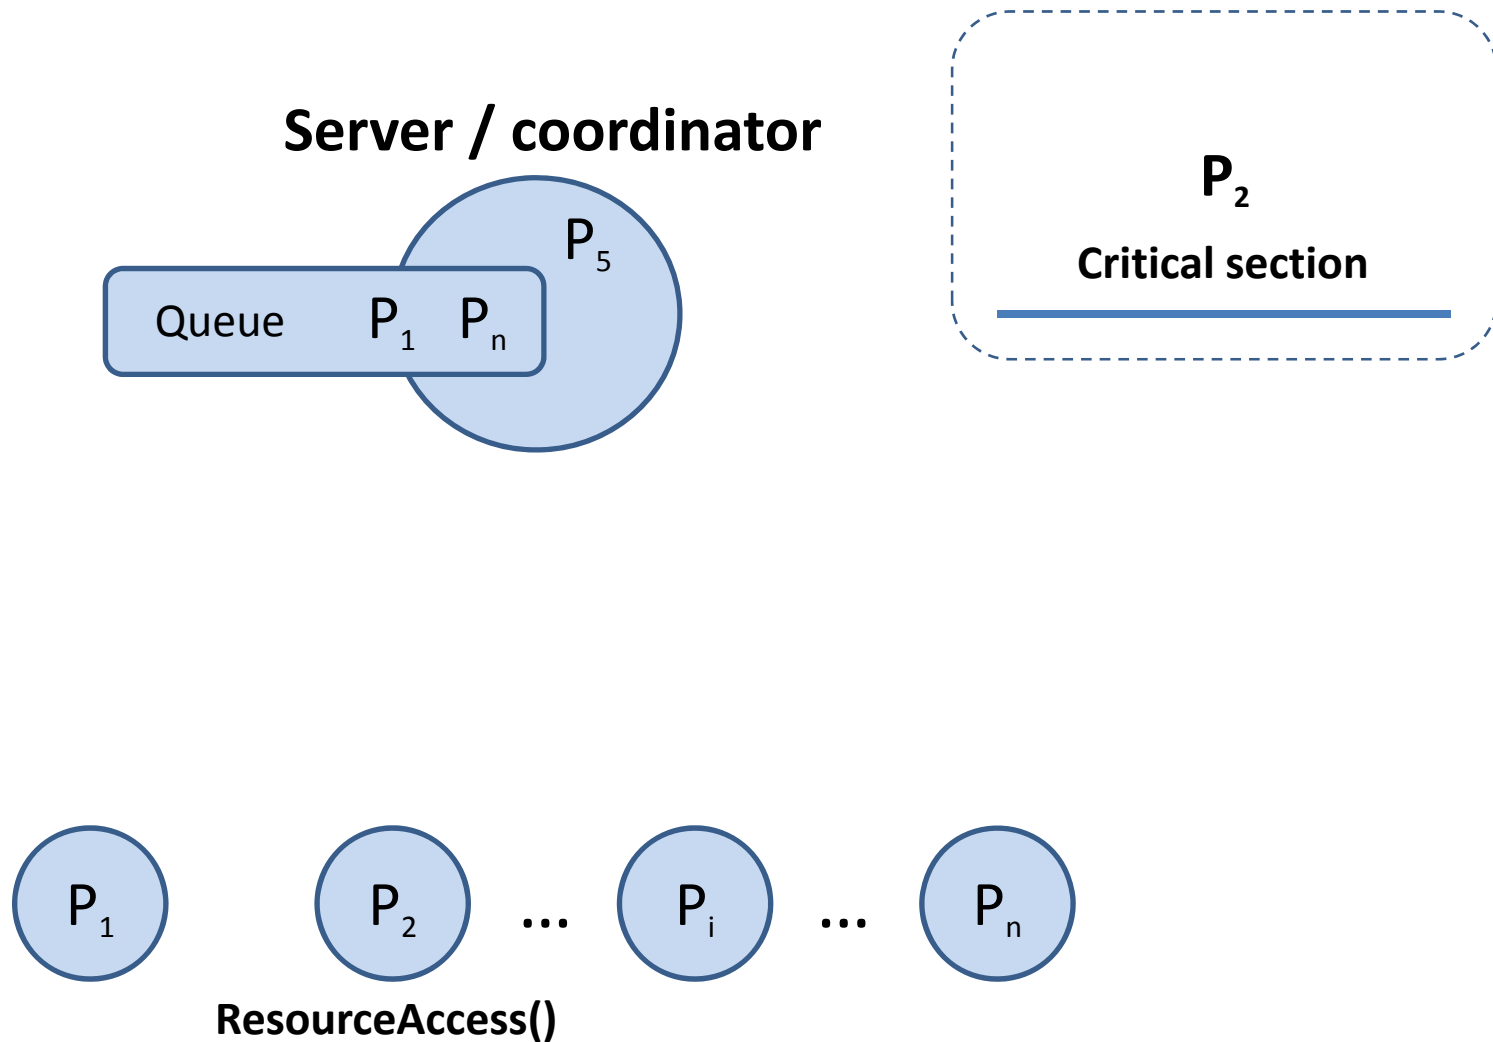 Server / coordinator
P₂
P₅
Critical section
Queue P₁ Pₙ
P₁ P₂ ... Pᵢ ... Pₙ
ResourceAccess()